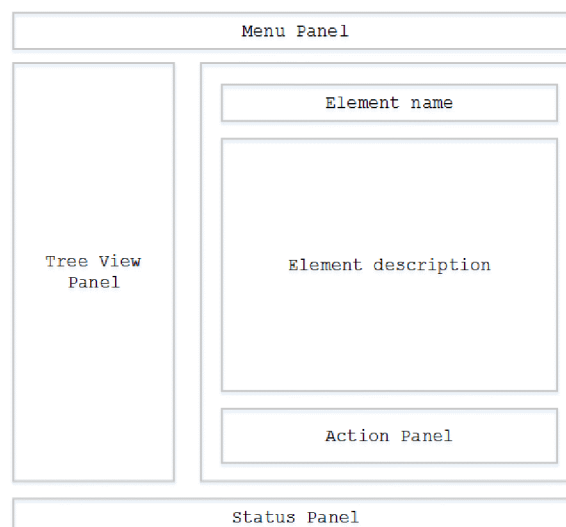 Menu Panel
Element name
Tree View
Panel
Element description
Action Panel
Status Panel